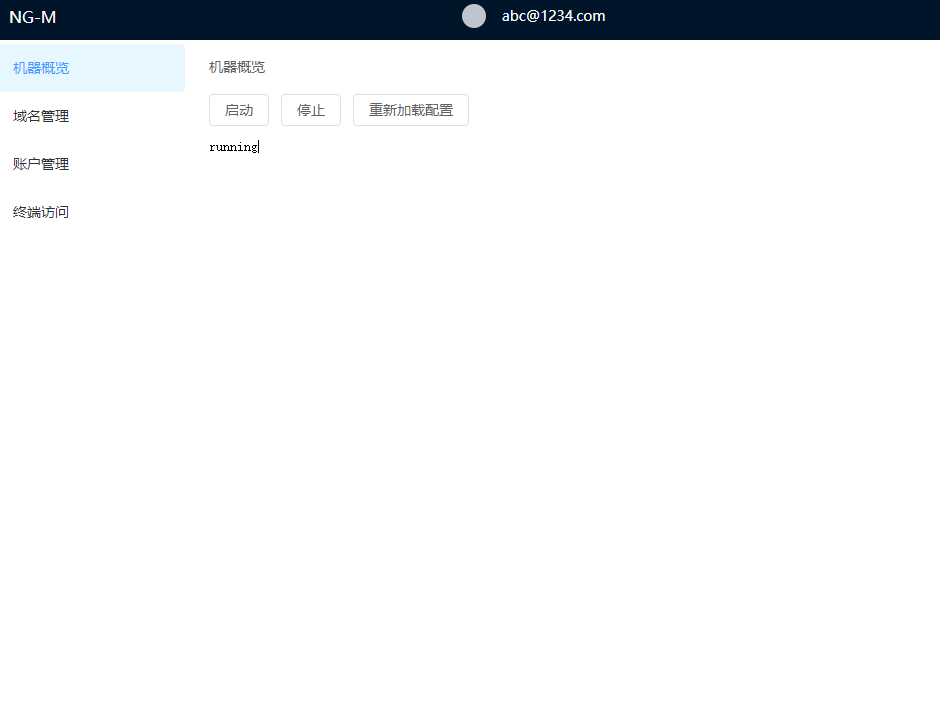 NG-M
abc@1234.com
机器概览
域名管理
账户管理
终端访问
机器概览
启动 停止 重新加载配置
running